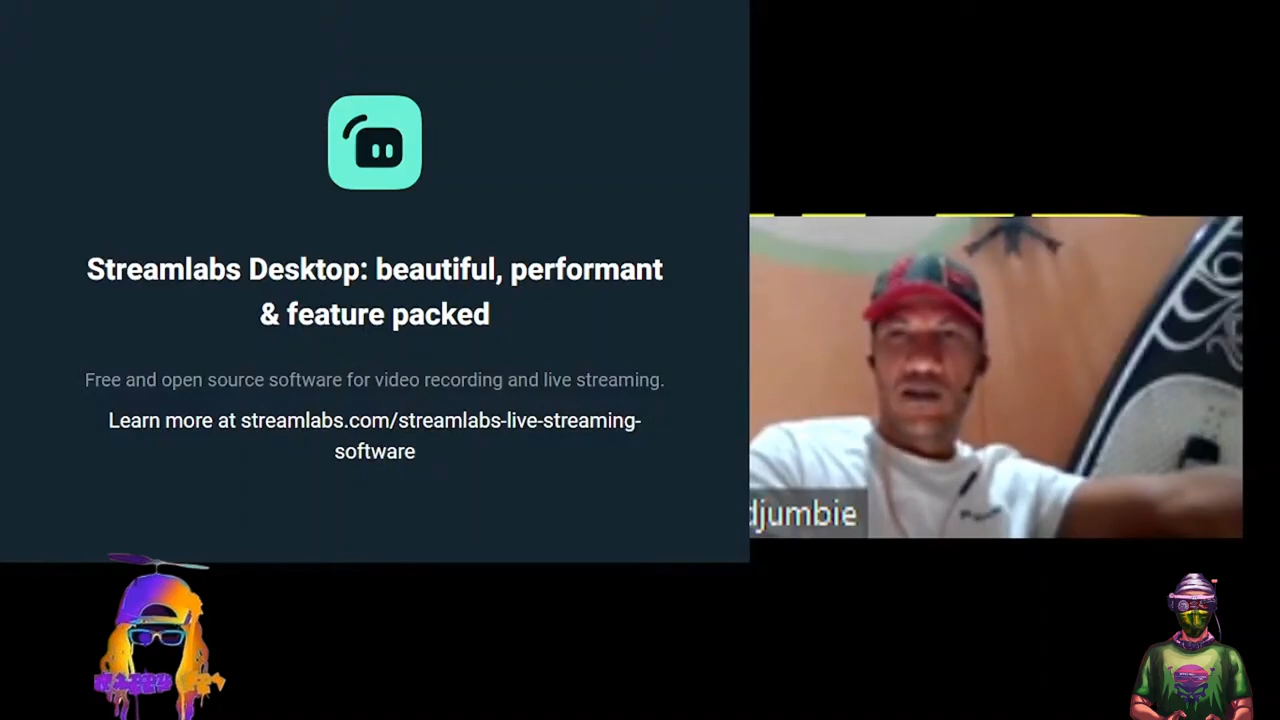 Streamlabs Desktop: beautiful, performant
& feature packed
Free and open source software for video recording and live streaming.
Learn more at streamlabs.com/streamlabs-live-streaming-
software
djumbie